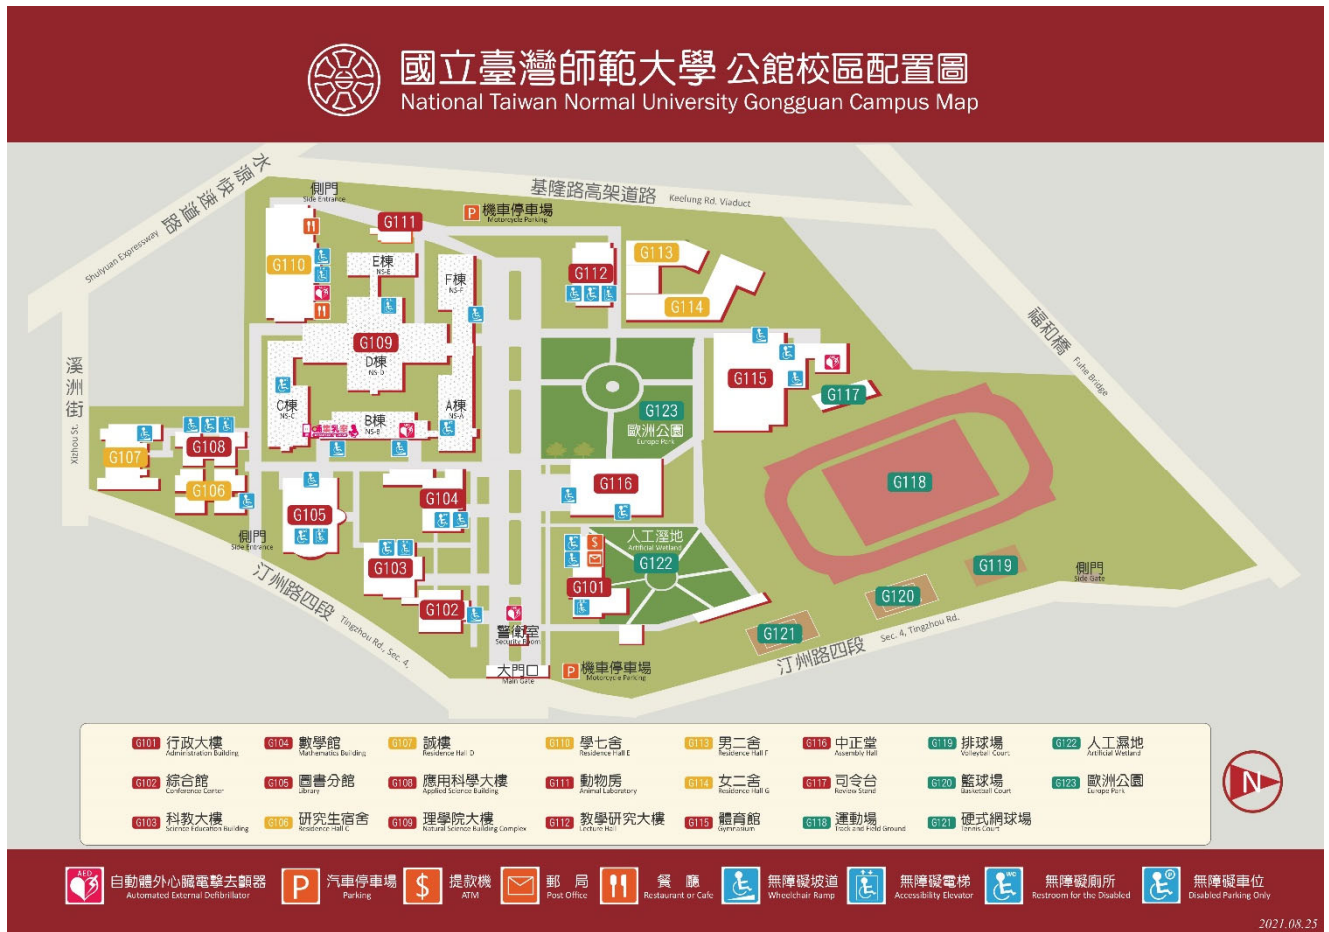 國立臺灣師範大學 公館校區配置圖
National Taiwan Normal University Gongguan Campus Map
水源快速道路
Shuiyuan Expressway
基隆路高架道路
Keelung Rd. Viaduct
福和橋
Fuhe Bridge
溪洲街
Xizhou St.
側門
Side Entrance
P 機車停車場
Motorcycle Parking
G111
G110
E棟
NS-E
F棟
NS-F
G112
G113
G114
G109
D棟
NS-D
C棟
NS-C
B棟
NS-B
A棟
NS-A
G115
G117
G123
歐洲公園
Europe Park
G107
G108
G106
G105
G104
G116
G118
側門
Side Entrance
人工溼地
Artificial Wetland
G122
G103
G102
G101
$
G119
G120
G121
側門
Side Gate
汀州路四段
Tingzhou Rd., Sec. 4,
警衛室
Security Room
大門口
Main Gate
P 機車停車場
Motorcycle Parking
汀州路四段
Sec. 4, Tingzhou Rd.
G101 行政大樓
Administration Building
G104 數學館
Mathematics Building
G107 誠樓
Residence Hall D
G110 學七舍
Residence Hall E
G113 男二舍
Residence Hall F
G116 中正堂
Assembly Hall
G119 排球場
Volleyball Court
G122 人工濕地
Artificial Wetland
G102 綜合館
Conference Center
G105 圖書分館
Library
G108 應用科學大樓
Applied Science Building
G111 動物房
Animal Laboratory
G114 女二舍
Residence Hall G
G117 司令台
Review Stand
G120 籃球場
Basketball Court
G123 歐洲公園
Europe Park
G103 科教大樓
Science Education Building
G106 研究生宿舍
Residence Hall C
G109 理學院大樓
Natural Science Building Complex
G112 教學研究大樓
Lecture Hall
G115 體育館
Gymnasium
G118 運動場
Track and Field Ground
G121 硬式網球場
Tennis Court
N
AED 自動體外心臟電擊去顫器
Automated External Defibrillator
P 汽車停車場
Parking
$ 提款機
ATM
郵 局
Post Office
餐 廳
Restaurant or Cafe
無障礙坡道
Wheelchair Ramp
無障礙電梯
Accessibility Elevator
WC 無障礙廁所
Restroom for the Disabled
P 無障礙車位
Disabled Parking Only
2021.08.25